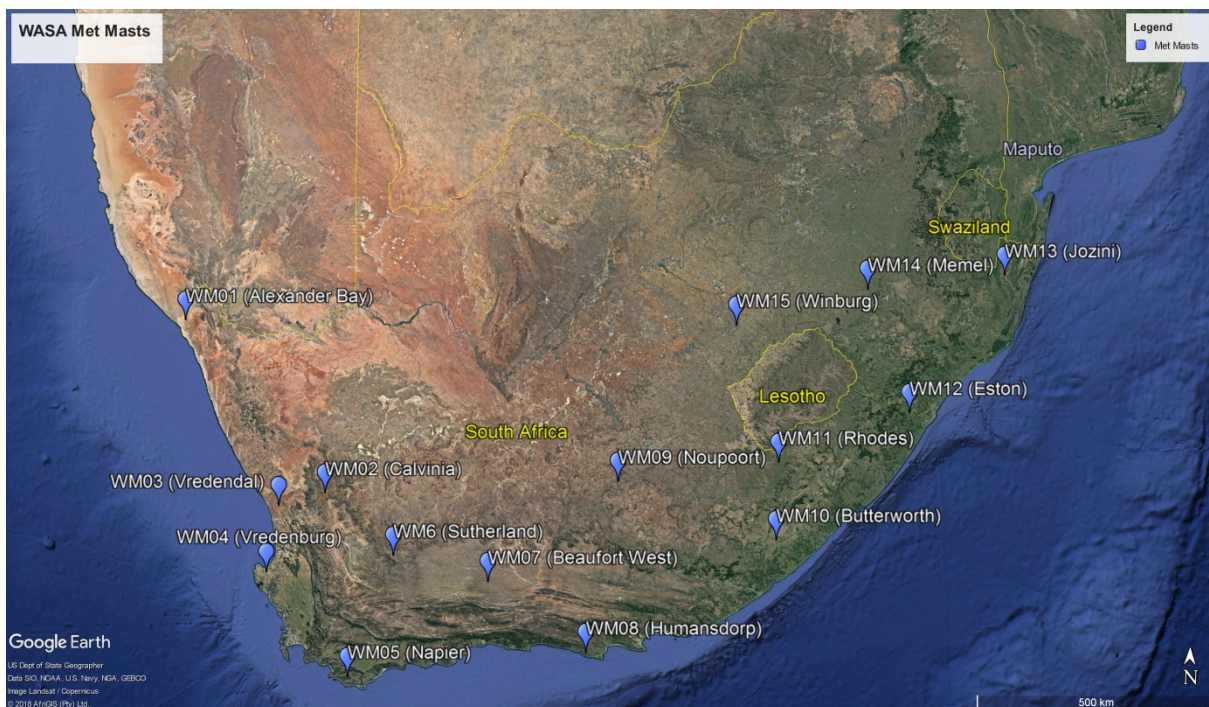 WASA Met Masts
Legend
Met Masts
Maputo
Swaziland
WM13 (Jozini)
WM14 (Memel)
WM01 (Alexander Bay)
WM15 (Winburg)
Lesotho
WM12 (Eston)
South Africa
WM11 (Rhodes)
WM09 (Noupoort)
WM02 (Calvinia)
WM03 (Vredendal)
WM10 (Butterworth)
WM6 (Sutherland)
WM04 (Vredenburg)
WM07 (Beaufort West)
WM08 (Humansdorp)
WM05 (Napier)
Google Earth
US Dept of State Geographer
Data SIO, NOAA, U.S. Navy, NGA, GEBCO
Image Landsat / Copernicus
© 2018 AfriGIS (Pty) Ltd.
N
500 km